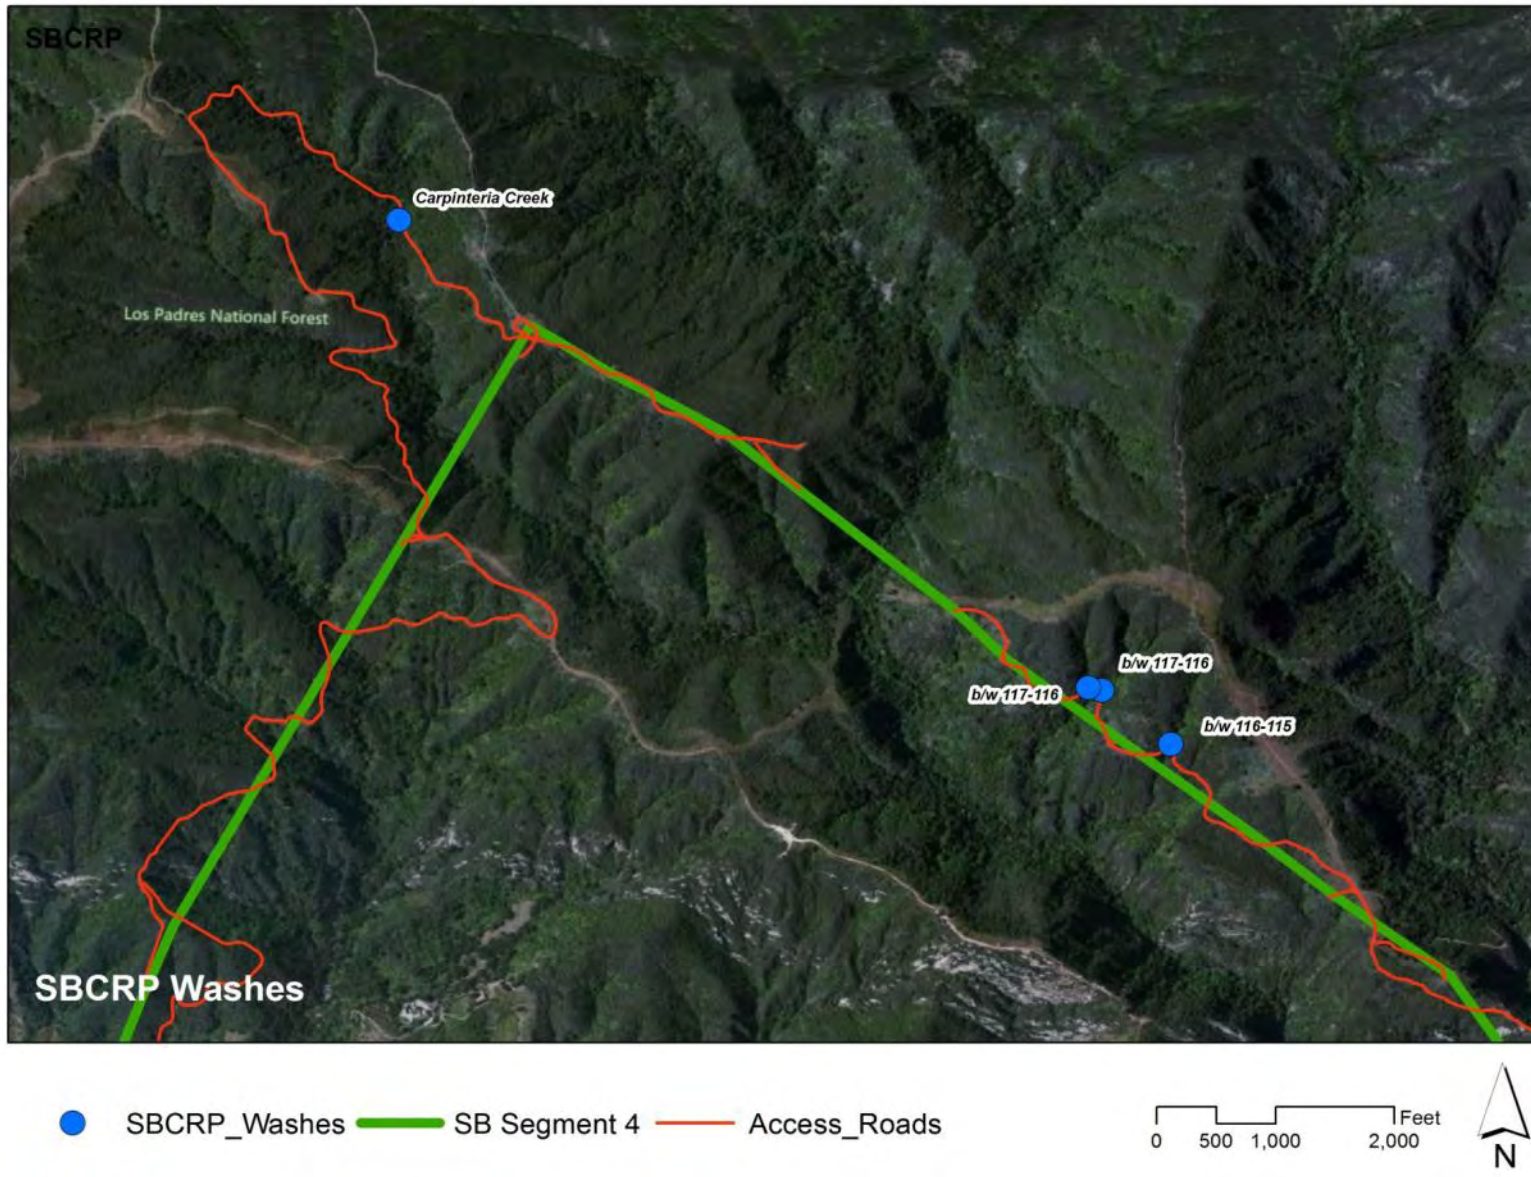 SBCRP
Carpinteria Creek
Los Padres National Forest
b/w 117-116
b/w 117-116
b/w 116-115
SBCRP Washes
SBCRP_Washes
SB Segment 4
Access_Roads
Feet
0 500 1,000 2,000
N